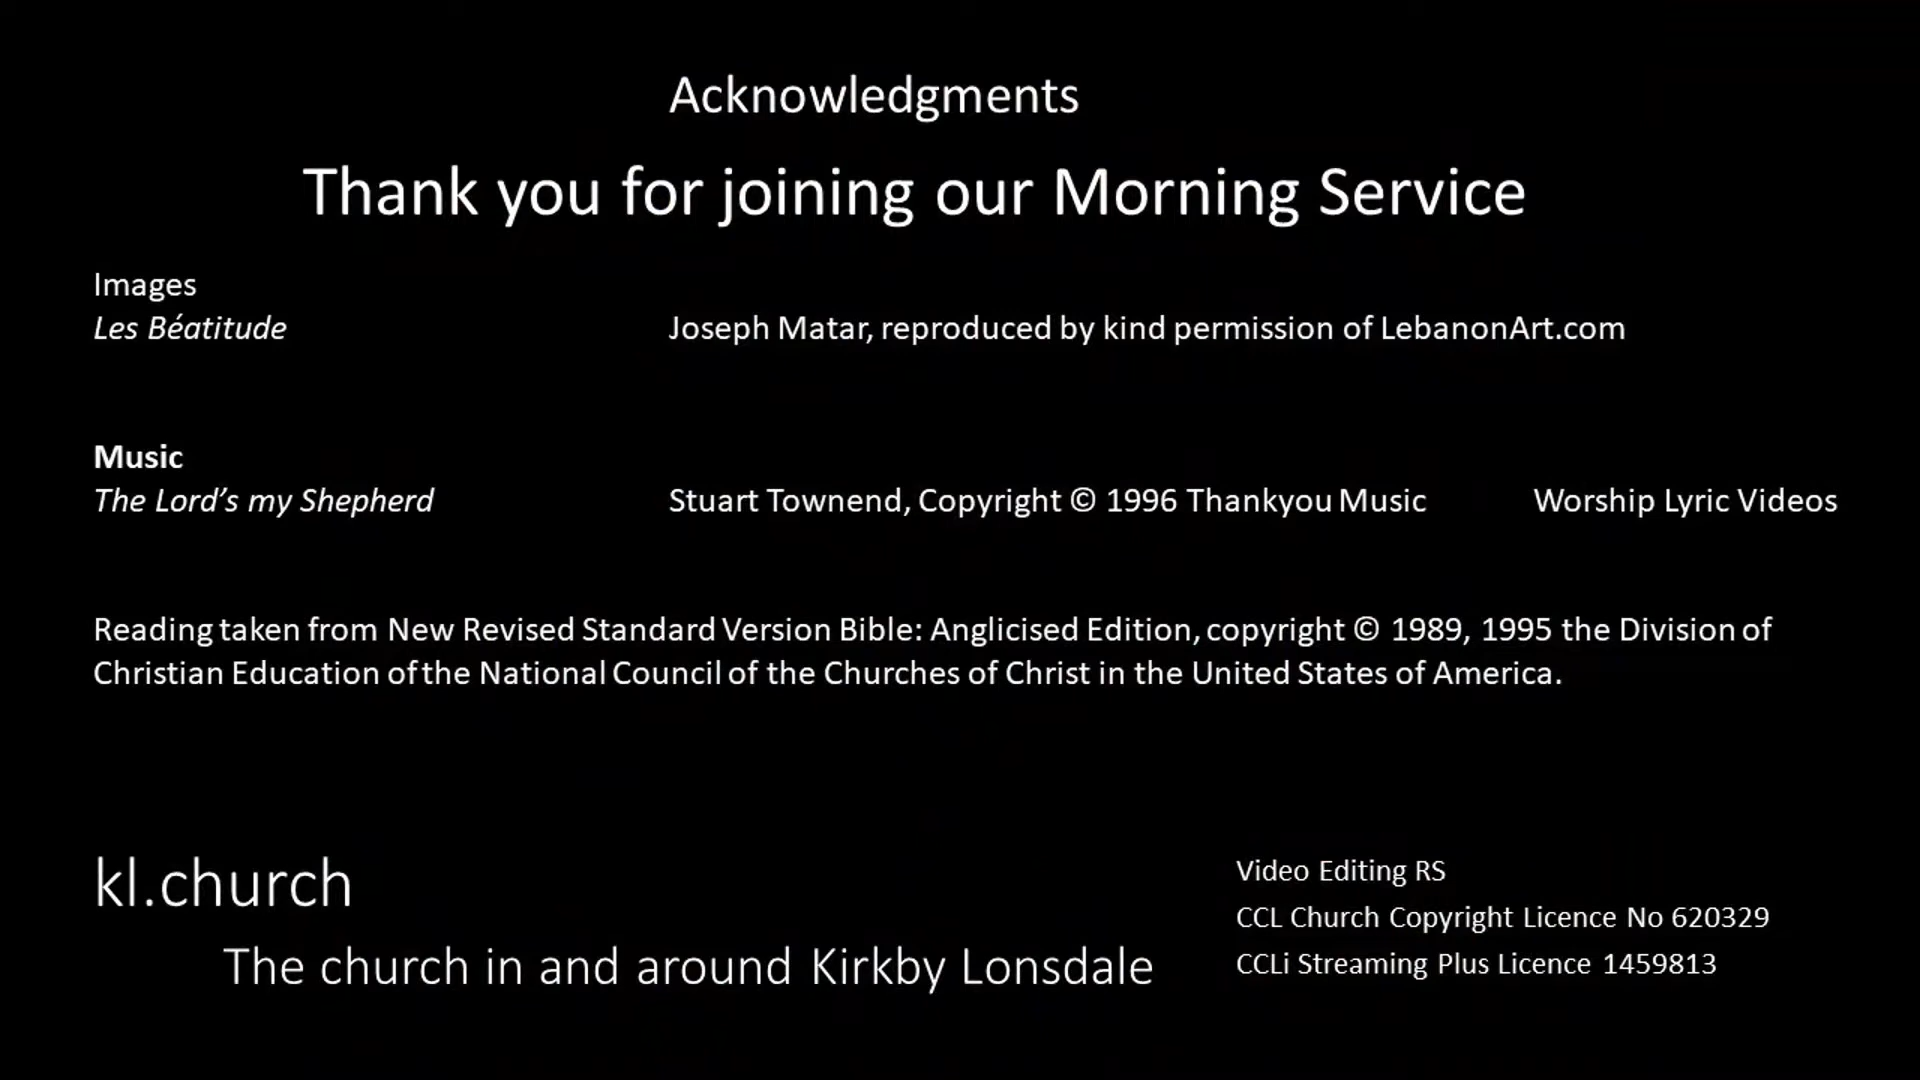 Acknowledgments
Thank you for joining our Morning Service
Images
Les Béatitude Joseph Matar, reproduced by kind permission of LebanonArt.com
Music
The Lord’s my Shepherd Stuart Townend, Copyright © 1996 Thankyou Music Worship Lyric Videos
Reading taken from New Revised Standard Version Bible: Anglicised Edition, copyright © 1989, 1995 the Division of
Christian Education of the National Council of the Churches of Christ in the United States of America.
kl.church
The church in and around Kirkby Lonsdale
Video Editing RS
CCL Church Copyright Licence No 620329
CCLi Streaming Plus Licence 1459813